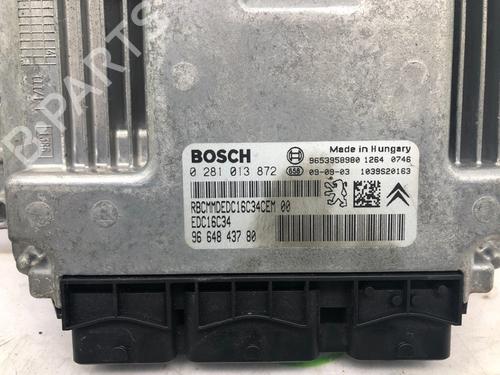 BOSCH
0 281 013 872
Made in Hungary
9653958980 1264 0746
650 09-09-03 1039S20163
RBCMMDEDC16C34CEM 00
EDC16C34
96 648 437 80